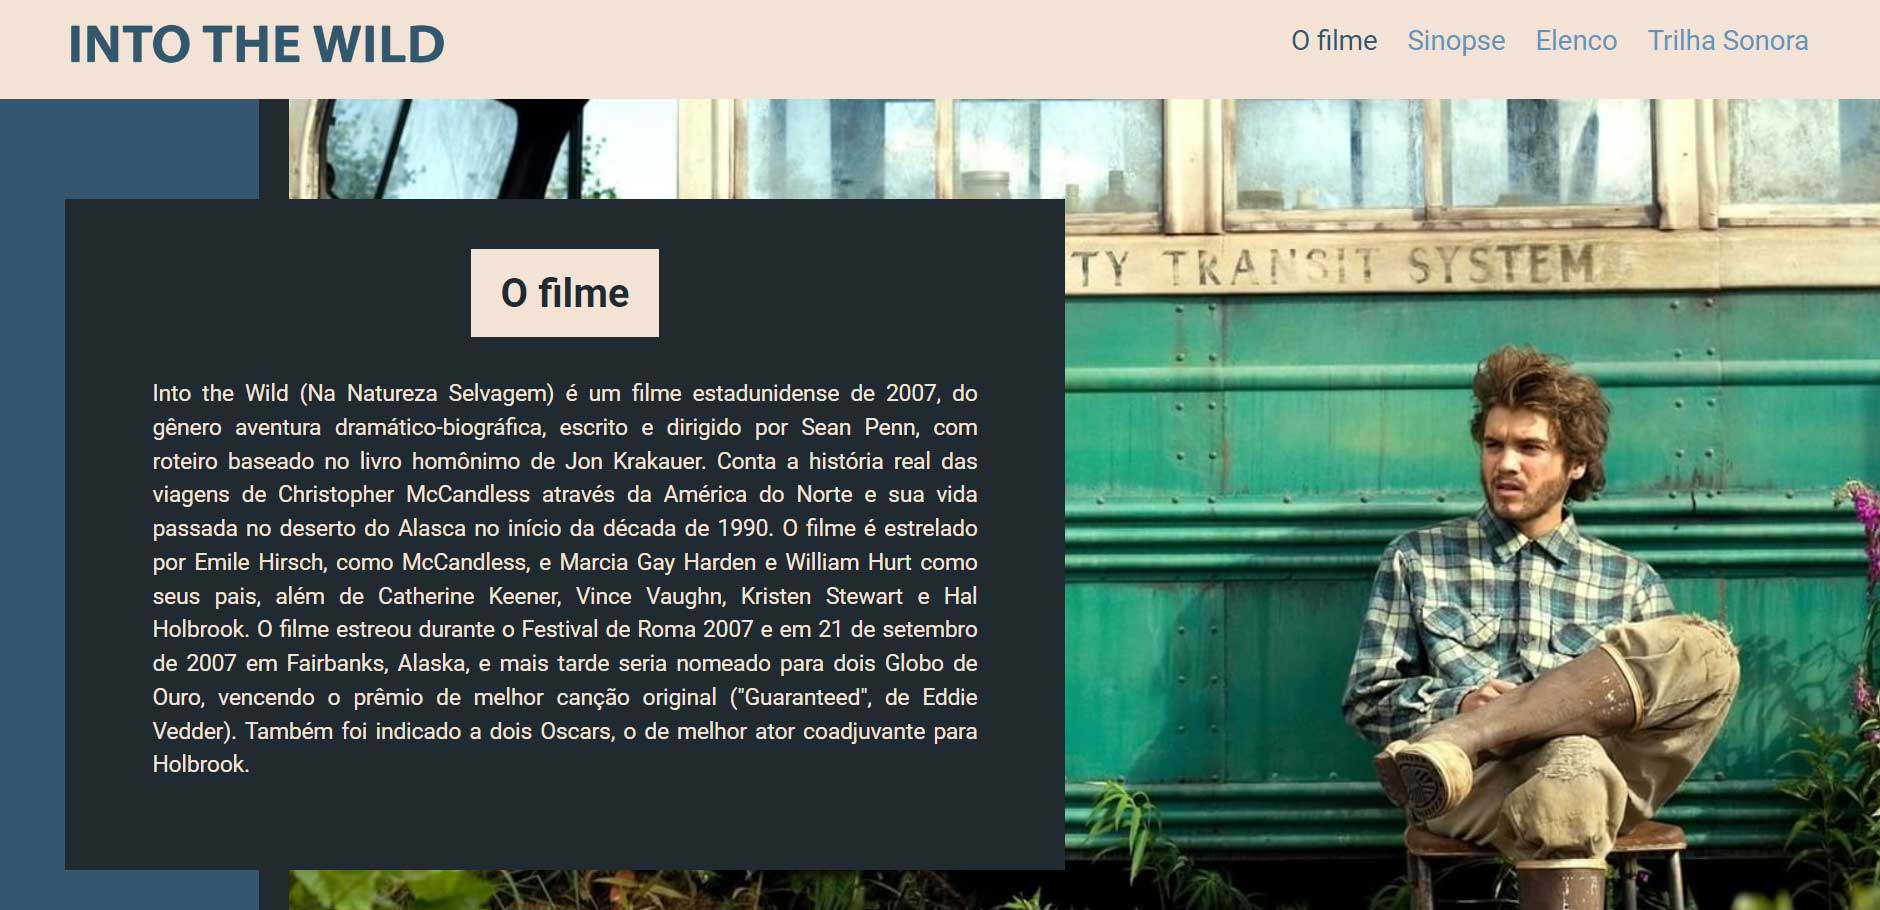 INTO THE WILD
O filme Sinopse Elenco Trilha Sonora
TY TRANSIT SYSTEM
O filme
Into the Wild (Na Natureza Selvagem) é um filme estadunidense de 2007, do
gênero aventura dramático-biográfica, escrito e dirigido por Sean Penn, com
roteiro baseado no livro homônimo de Jon Krakauer. Conta a história real das
viagens de Christopher McCandless através da América do Norte e sua vida
passada no deserto do Alasca no início da década de 1990. O filme é estrelado
por Emile Hirsch, como McCandless, e Marcia Gay Harden e William Hurt como
seus pais, além de Catherine Keener, Vince Vaughn, Kristen Stewart e Hal
Holbrook. O filme estreou durante o Festival de Roma 2007 e em 21 de setembro
de 2007 em Fairbanks, Alaska, e mais tarde seria nomeado para dois Globo de
Ouro, vencendo o prêmio de melhor canção original ("Guaranteed", de Eddie
Vedder). Também foi indicado a dois Oscars, o de melhor ator coadjuvante para
Holbrook.